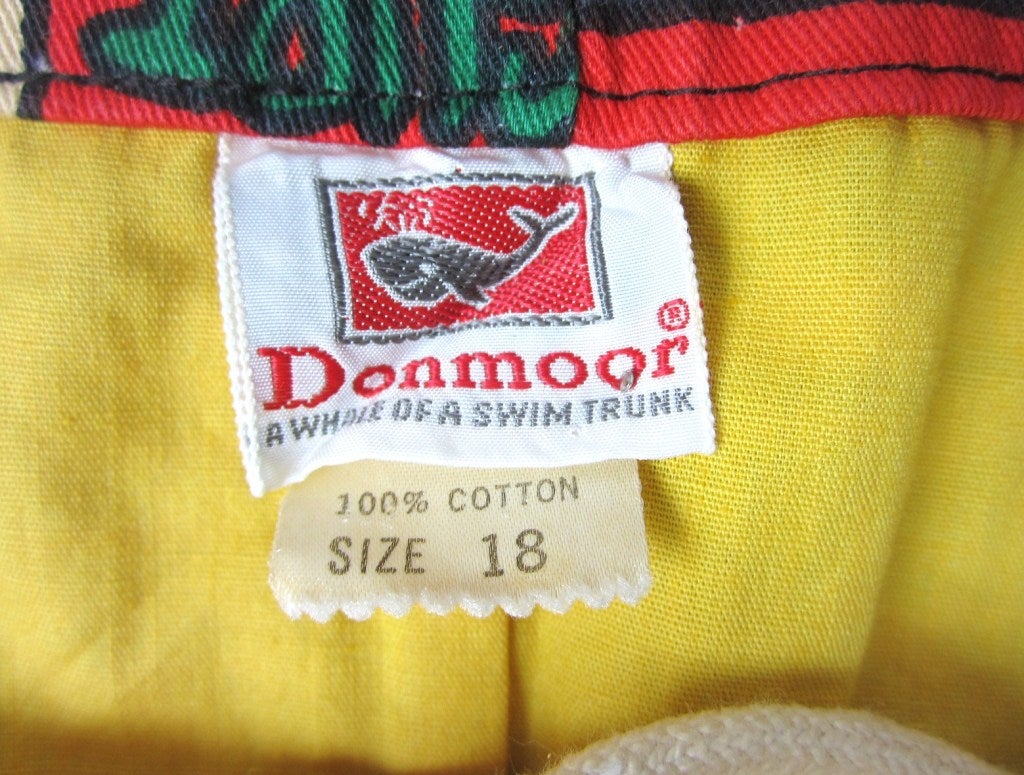 Donmoor®
A WHALE OF A SWIM TRUNK
100% COTTON
SIZE 18